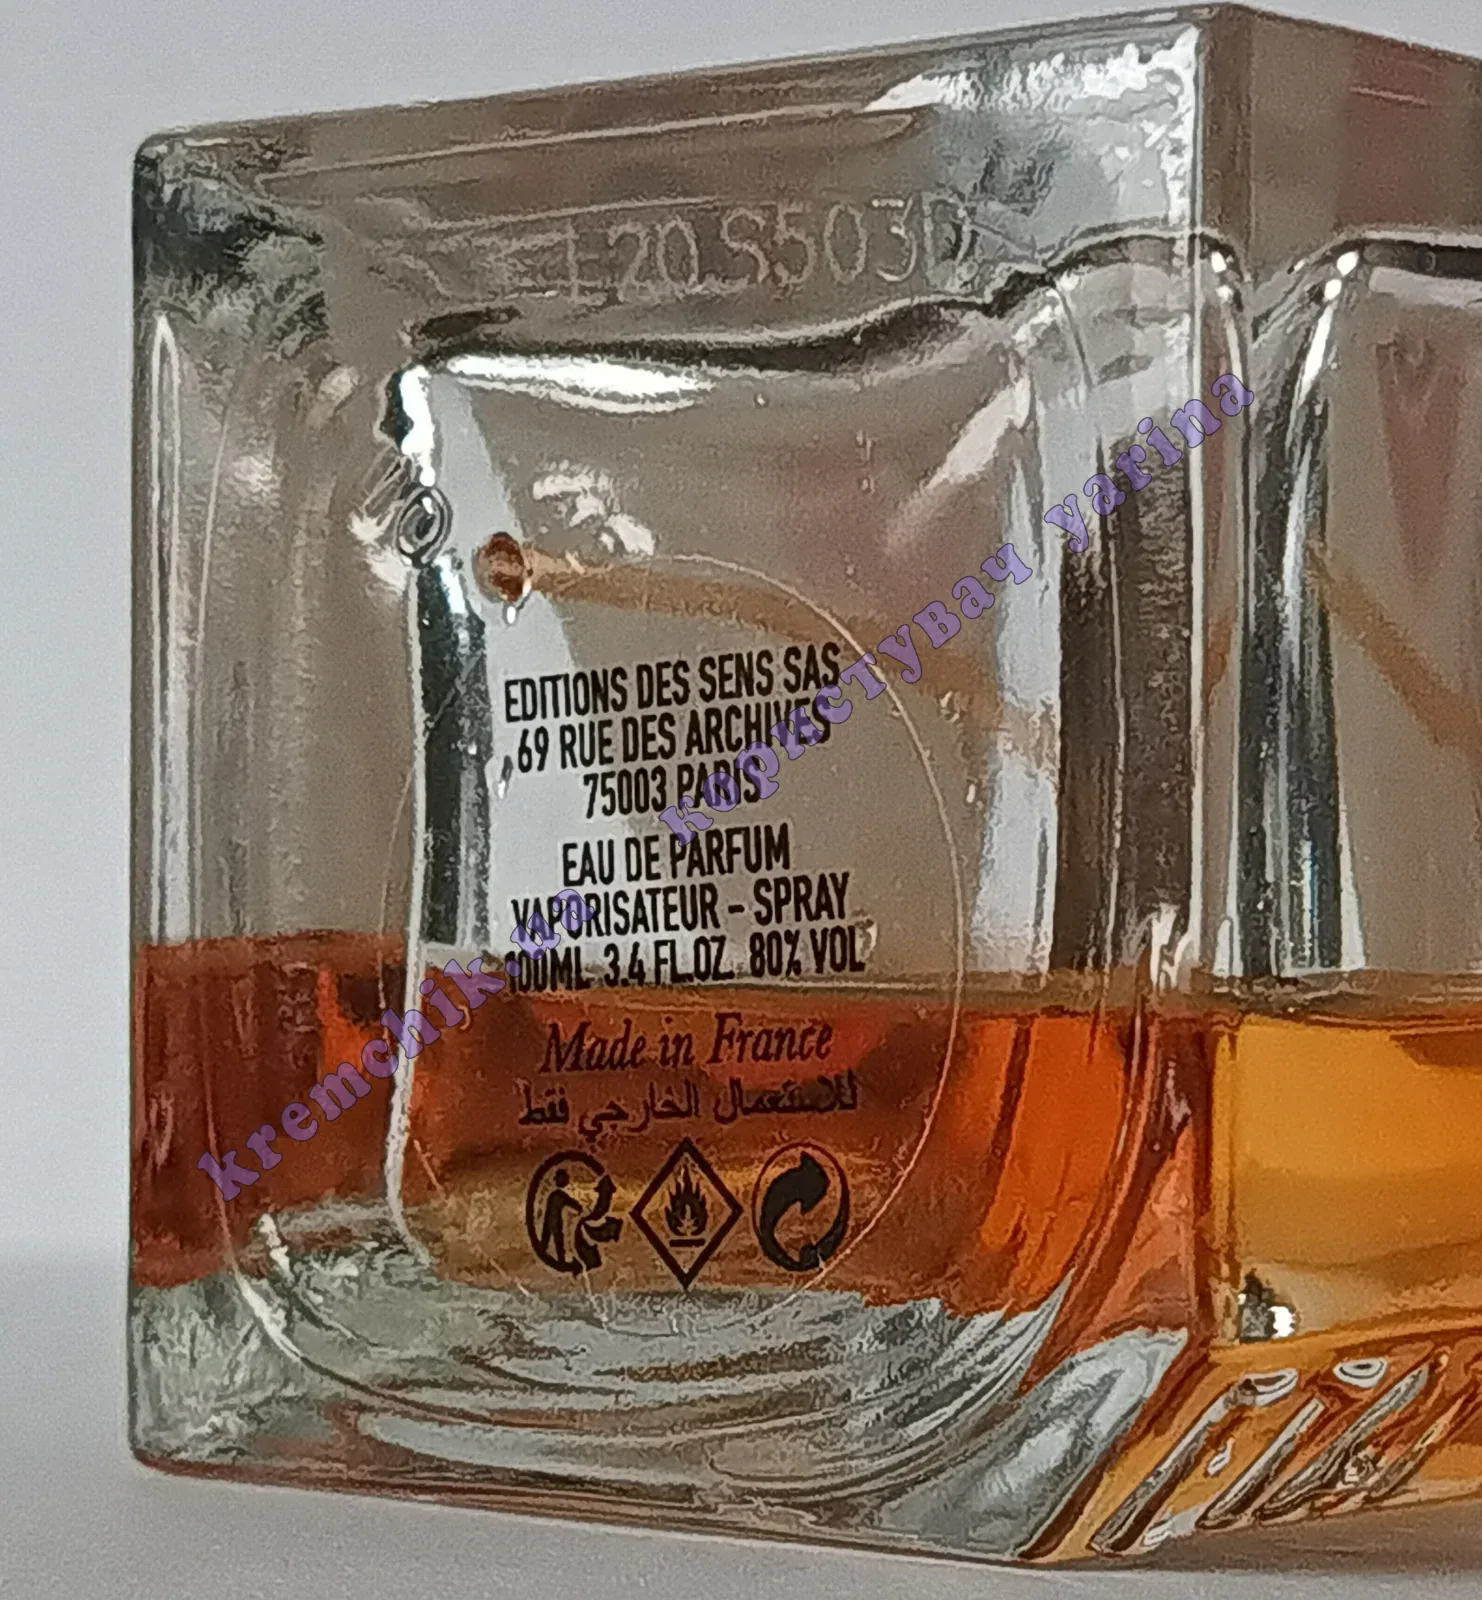 L20 S503D
EDITIONS DES SENS SAS
69 RUE DES ARCHIVES
75003 PARIS
EAU DE PARFUM
VAPORISATEUR - SPRAY
100ML 3.4 FL.OZ. 80% VOL
Made in France
للاستعمال الخارجي فقط
kremchik.ua користувач yarina